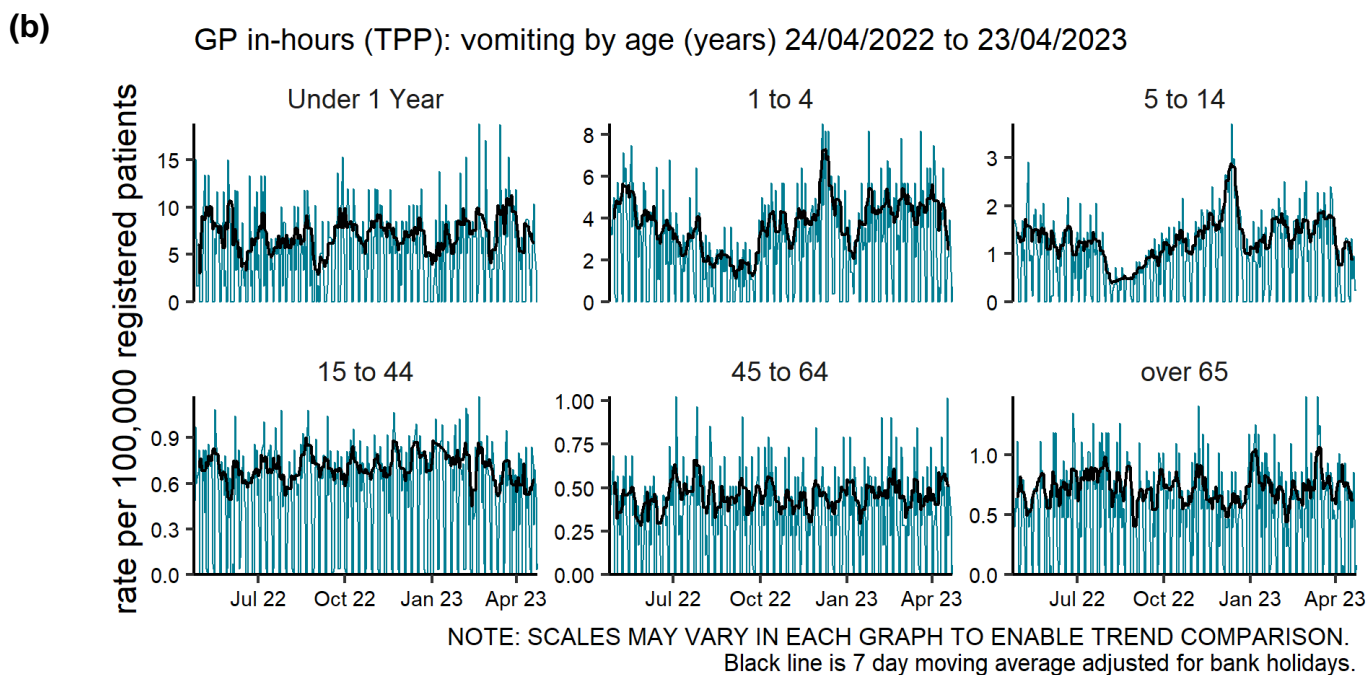 (b)
GP in-hours (TPP): vomiting by age (years) 24/04/2022 to 23/04/2023
rate per 100,000 registered patients
Under 1 Year
15
10
5
0
1 to 4
8
6
4
2
0
5 to 14
3
2
1
0
15 to 44
0.9
0.6
0.3
0.0
Jul 22 Oct 22 Jan 23 Apr 23
45 to 64
1.00
0.75
0.50
0.25
0.00
Jul 22 Oct 22 Jan 23 Apr 23
over 65
1.0
0.5
0.0
Jul 22 Oct 22 Jan 23 Apr 23
NOTE: SCALES MAY VARY IN EACH GRAPH TO ENABLE TREND COMPARISON.
Black line is 7 day moving average adjusted for bank holidays.